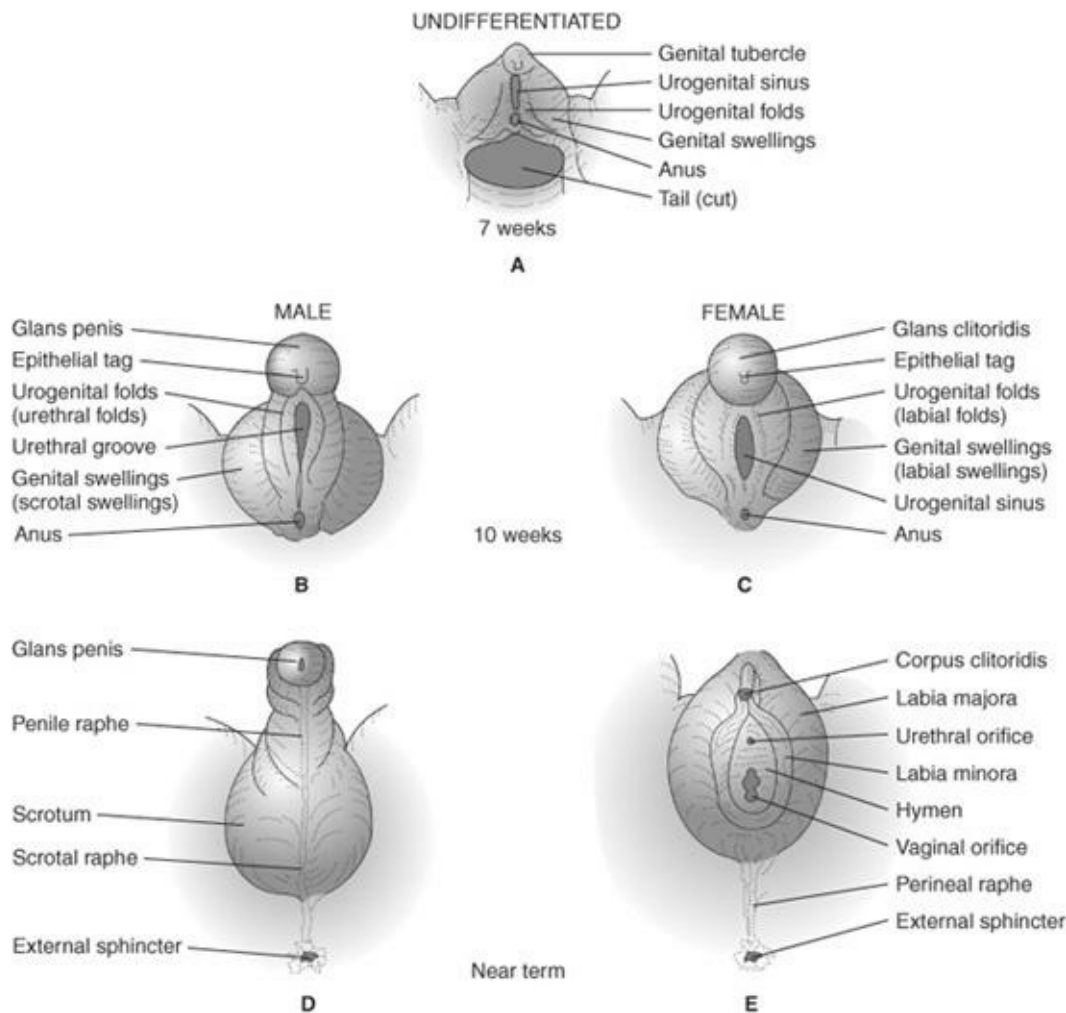 UNDIFFERENTIATED
Genital tubercle
Urogenital sinus
Urogenital folds
Genital swellings
Anus
Tail (cut)
7 weeks
A
MALE
Glans penis
Epithelial tag
Urogenital folds
(urethral folds)
Urethral groove
Genital swellings
(scrotal swellings)
Anus
B
10 weeks
FEMALE
Glans clitoridis
Epithelial tag
Urogenital folds
(labial folds)
Genital swellings
(labial swellings)
Urogenital sinus
Anus
C
Glans penis
Penile raphe
Scrotum
Scrotal raphe
External sphincter
D
Near term
Corpus clitoridis
Labia majora
Urethral orifice
Labia minora
Hymen
Vaginal orifice
Perineal raphe
External sphincter
E